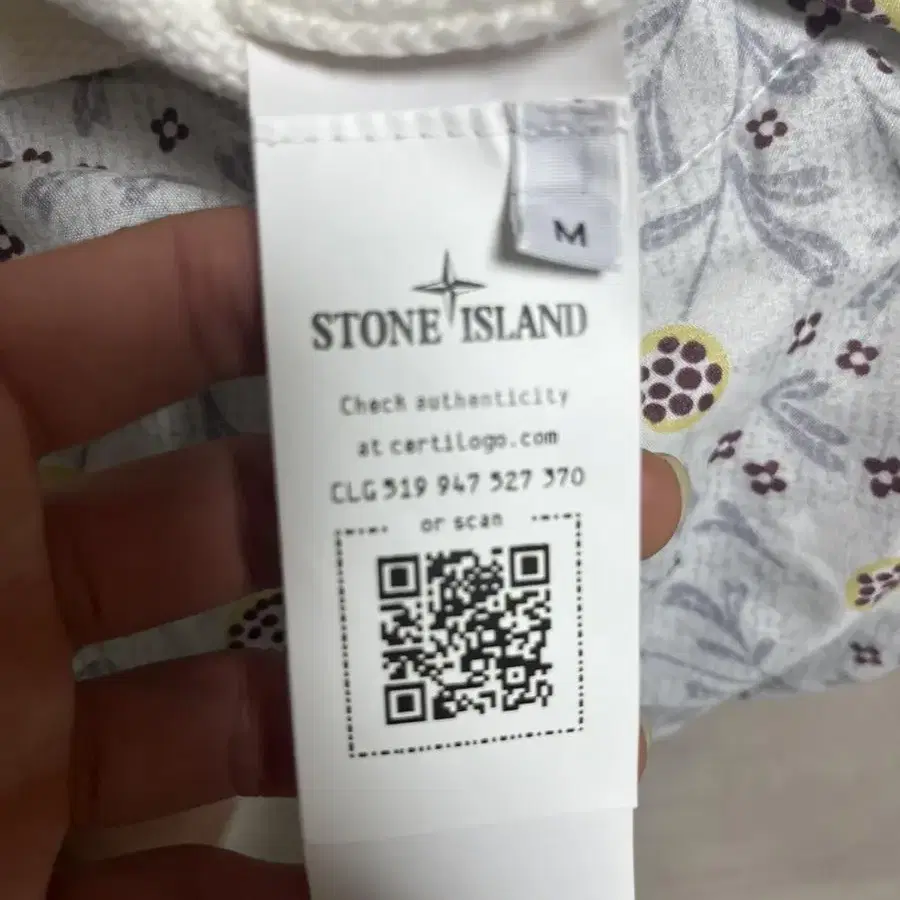 M
STONE ISLAND
Check authenticity
at certilogo.com
CLG 519 947 527 370
or scan